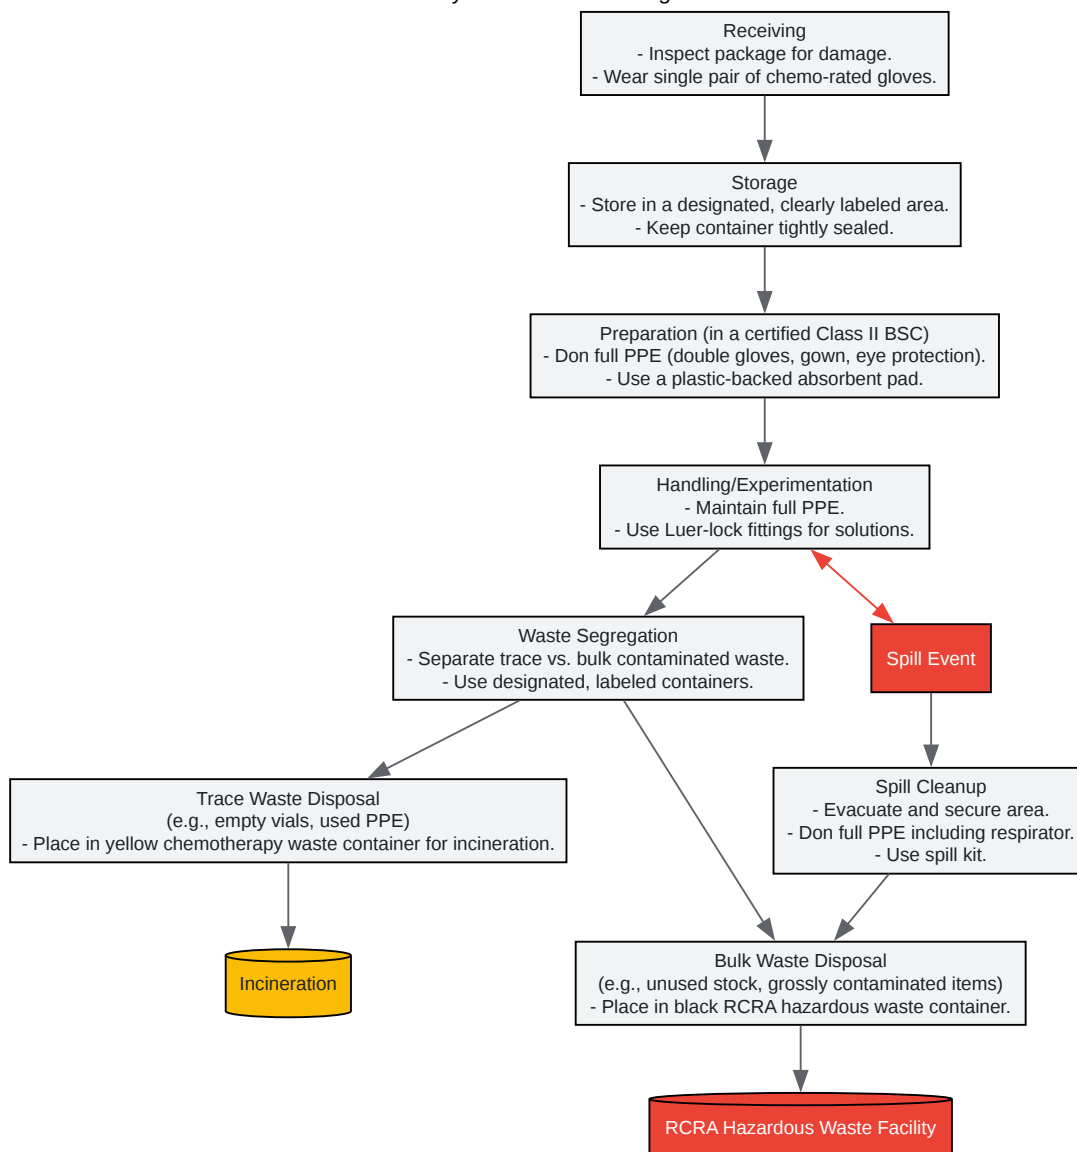 Receiving
- Inspect package for damage.
- Wear single pair of chemo-rated gloves.
Storage
- Store in a designated, clearly labeled area.
- Keep container tightly sealed.
Preparation (in a certified Class II BSC)
- Don full PPE (double gloves, gown, eye protection).
- Use a plastic-backed absorbent pad.
Handling/Experimentation
- Maintain full PPE.
- Use Luer-lock fittings for solutions.
Waste Segregation
- Separate trace vs. bulk contaminated waste.
- Use designated, labeled containers.
Spill Event
Trace Waste Disposal
(e.g., empty vials, used PPE)
- Place in yellow chemotherapy waste container for incineration.
Spill Cleanup
- Evacuate and secure area.
- Don full PPE including respirator.
- Use spill kit.
Incineration
Bulk Waste Disposal
(e.g., unused stock, grossly contaminated items)
- Place in black RCRA hazardous waste container.
RCRA Hazardous Waste Facility